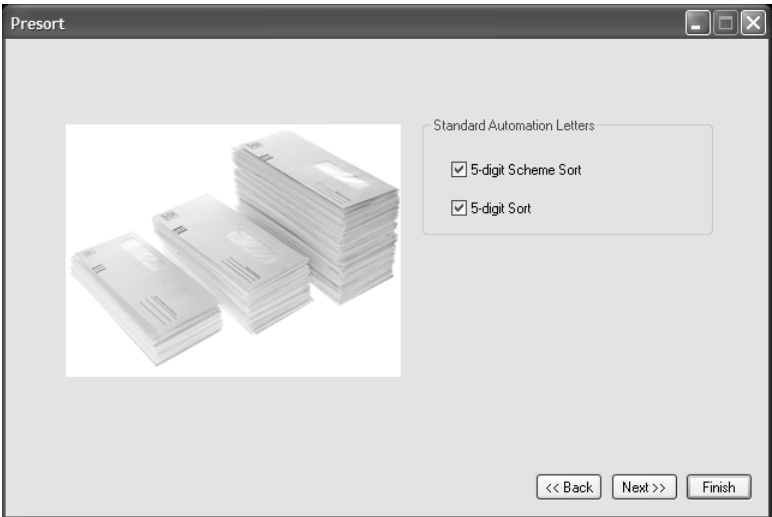 Presort
Standard Automation Letters
5-digit Scheme Sort
5-digit Sort
<< Back
Next >>
Finish